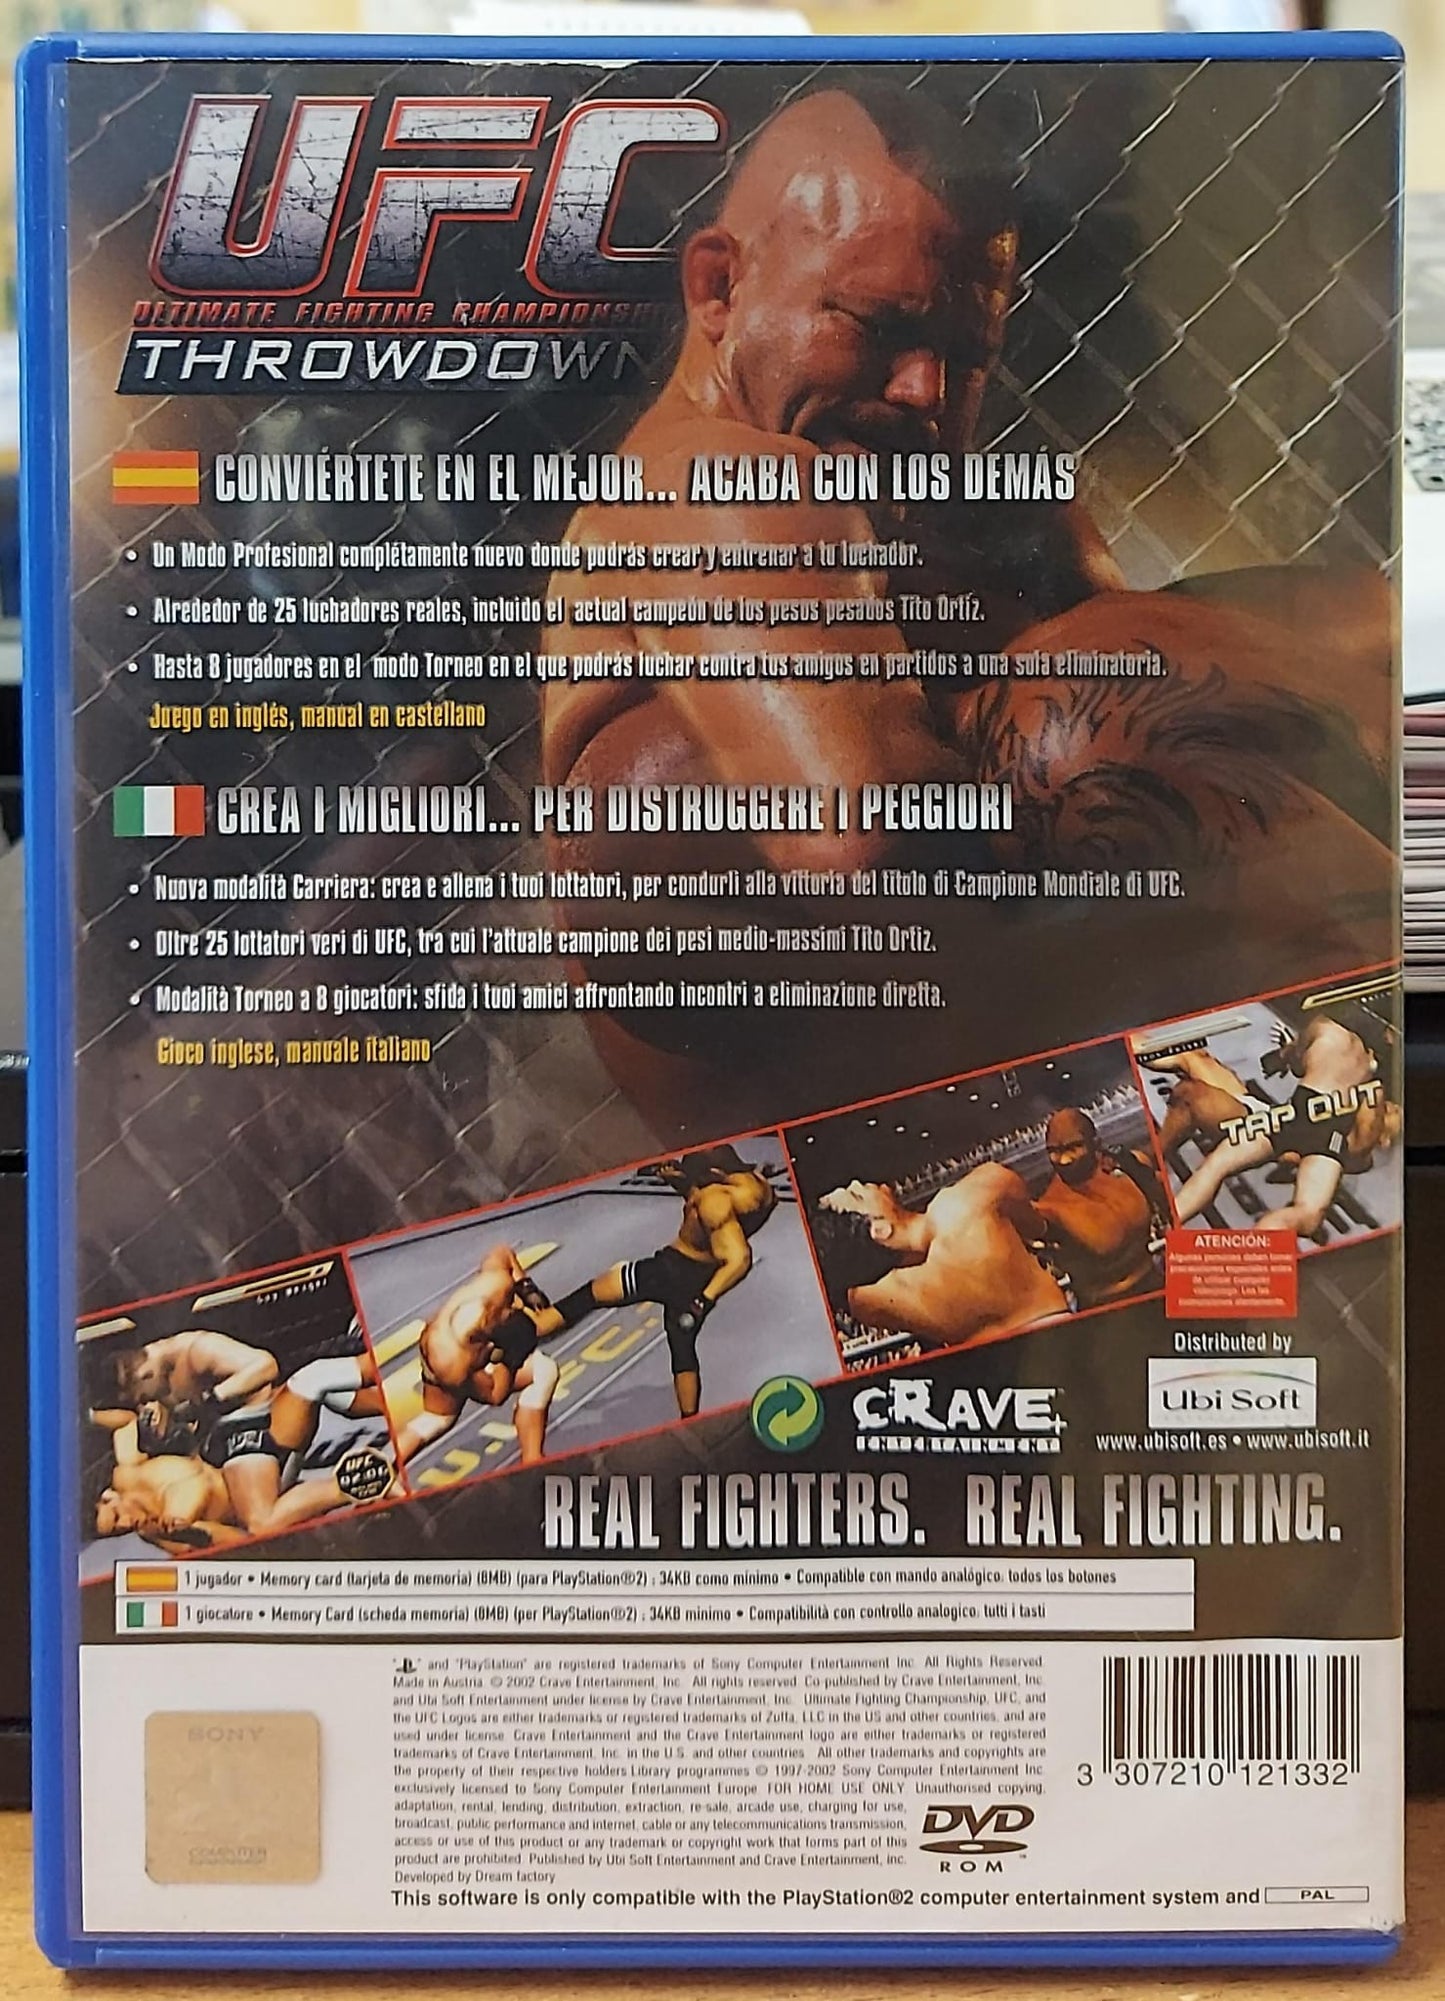 UFC
ULTIMATE FIGHTING CHAMPIONSHIP
THROWDOWN
CONVIÉRTETE EN EL MEJOR... ACABA CON LOS DEMÁS
• Un Modo Profesional complétamente nuevo donde podrás crear y entrenar a tu luchador.
• Alrededor de 25 luchadores reales, incluido el actual campeón de los pesos pesados Tito Ortíz.
• Hasta 8 jugadores en el modo Torneo en el que podrás luchar contra tus amigos en partidos a una sola eliminatoria.
Juego en inglés, manual en castellano
CREA I MIGLIORI... PER DISTRUGGERE I PEGGIORI
• Nuova modalità Carriera: crea e allena i tuoi lottatori, per condurli alla vittoria del titolo di Campione Mondiale di UFC.
• Oltre 25 lottatori veri di UFC, tra cui l'attuale campione dei pesi medio-massimi Tito Ortiz.
• Modalità Torneo a 8 giocatori: sfida i tuoi amici affrontando incontri a eliminazione diretta.
Gioco inglese, manuale italiano
TAP OUT
ATENCIÓN:
Algunas personas deben tomar
precauciones especiales antes
de utilizar cualquier
videojuego. Lea las
instrucciones atentamente.
Distributed by
Ubi Soft
CRAVE
ENTERTAINMENT
www.ubisoft.es • www.ubisoft.it
UFC
REAL FIGHTERS. REAL FIGHTING.
1 jugador • Memory card (tarjeta de memoria) (8MB) (para PlayStation®2) : 34KB como mínimo • Compatible con mando analógico: todos los botones
1 giocatore • Memory Card (scheda memoria) (8MB) (per PlayStation®2) : 34KB minimo • Compatibilità con controllo analogico: tutti i tasti
" " and "PlayStation" are registered trademarks of Sony Computer Entertainment Inc. All Rights Reserved.
Made in Austria. © 2002 Crave Entertainment, Inc. All rights reserved. Co-published by Crave Entertainment, Inc.
and Ubi Soft Entertainment under license by Crave Entertainment, Inc. Ultimate Fighting Championship, UFC, and
the UFC Logos are either trademarks or registered trademarks of Zuffa, LLC in the US and other countries, and are
used under license. Crave Entertainment and the Crave Entertainment logo are either trademarks or registered
trademarks of Crave Entertainment, Inc. in the U.S. and other countries. All other trademarks and copyrights are
the property of their respective holders Library programmes © 1997-2002 Sony Computer Entertainment Inc.
exclusively licensed to Sony Computer Entertainment Europe. FOR HOME USE ONLY. Unauthorised copying,
adaptation, rental, lending, distribution, extraction, re-sale, arcade use, charging for use,
broadcast, public performance and internet, cable or any telecommunications transmission,
access or use of this product or any trademark or copyright work that forms part of this
product are prohibited. Published by Ubi Soft Entertainment and Crave Entertainment, Inc.
Developed by Dream factory
This software is only compatible with the PlayStation®2 computer entertainment system and PAL
SONY
COMPUTER
ENTERTAINMENT
3 307210 121332
DVD
ROM